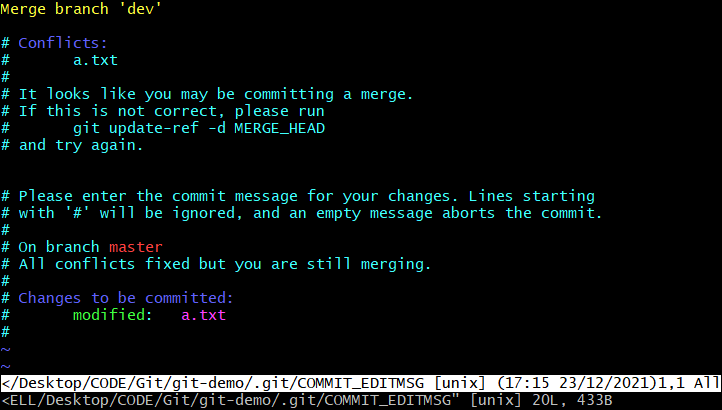 Merge branch 'dev'
# Conflicts:
#       a.txt
#
# It looks like you may be committing a merge.
# If this is not correct, please run
#       git update-ref -d MERGE_HEAD
# and try again.
# Please enter the commit message for your changes. Lines starting
# with '#' will be ignored, and an empty message aborts the commit.
#
# On branch master
# All conflicts fixed but you are still merging.
#
# Changes to be committed:
#       modified:   a.txt
#
~
~
</Desktop/CODE/Git/git-demo/.git/COMMIT_EDITMSG [unix] (17:15 23/12/2021)1,1 All
<ELL/Desktop/CODE/Git/git-demo/.git/COMMIT_EDITMSG" [unix] 20L, 433B